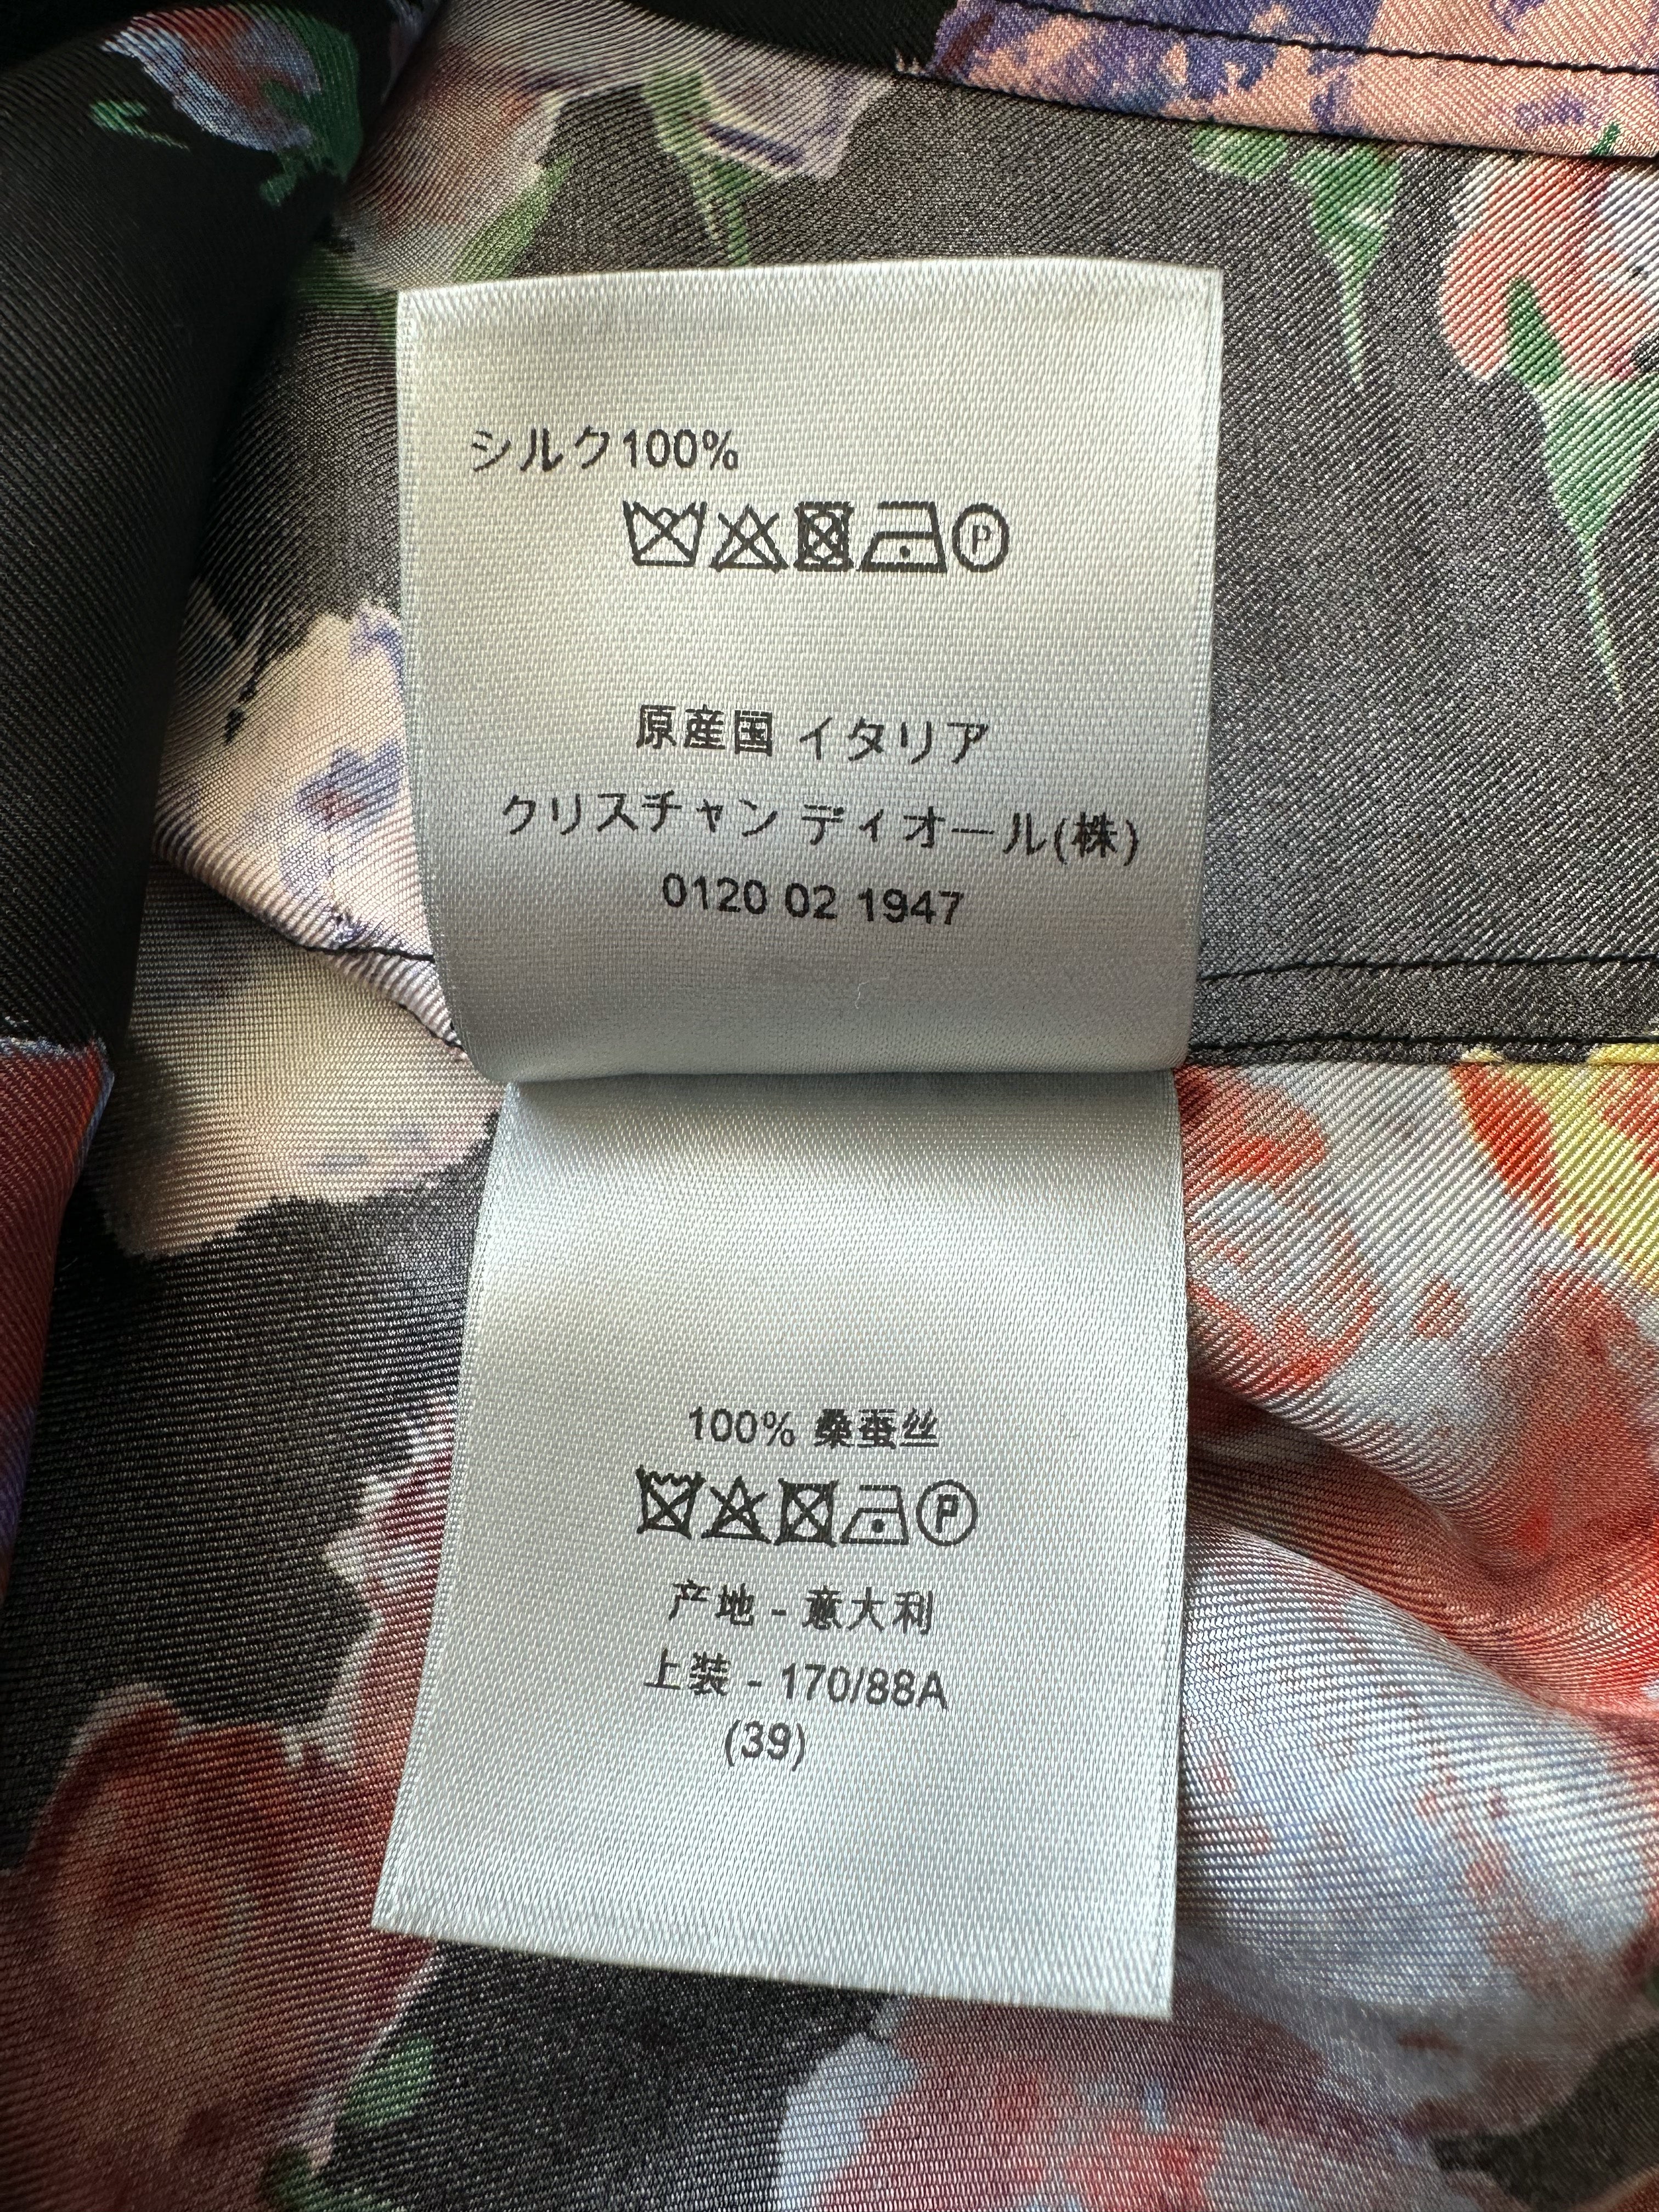 シルク100%
P
原産国 イタリア
クリスチャン ディオール(株)
0120 02 1947
100% 桑蚕丝
P
产地 - 意大利
上装 - 170/88A
(39)